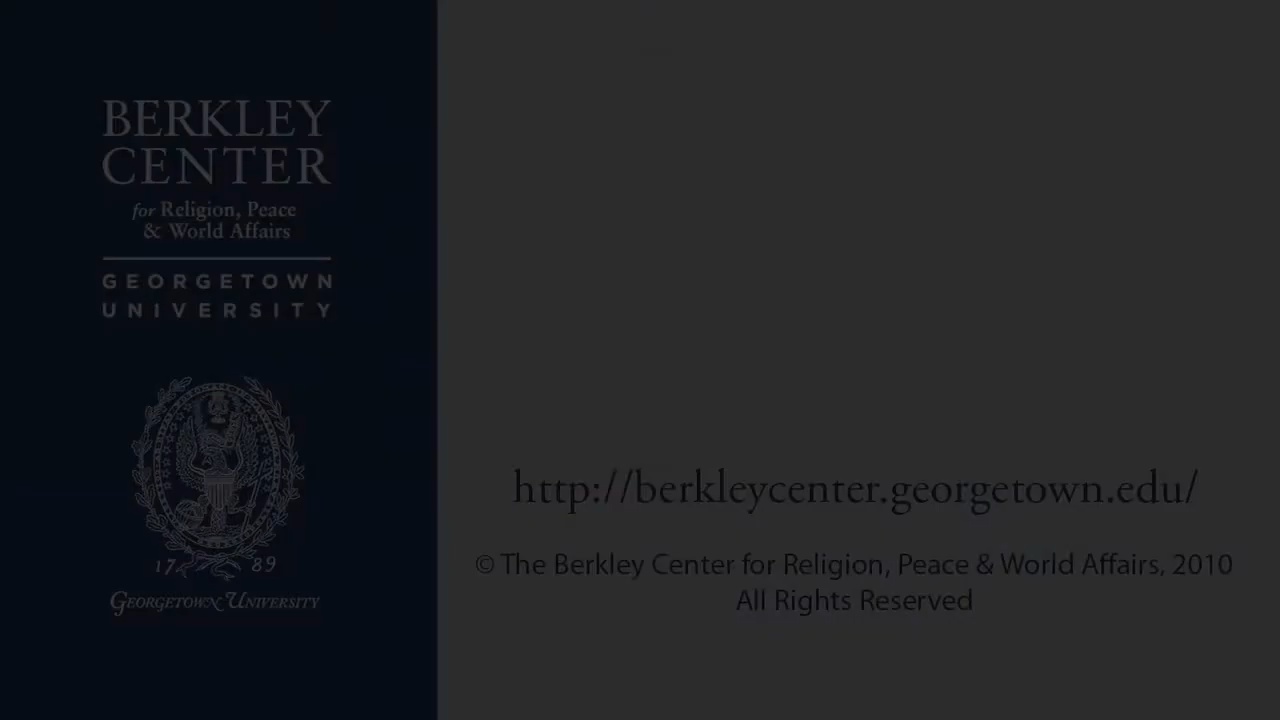 BERKLEY
CENTER
for Religion, Peace
& World Affairs
GEORGETOWN
UNIVERSITY
17 89
GEORGETOWN UNIVERSITY
http://berkleycenter.georgetown.edu/
© The Berkley Center for Religion, Peace & World Affairs, 2010
All Rights Reserved